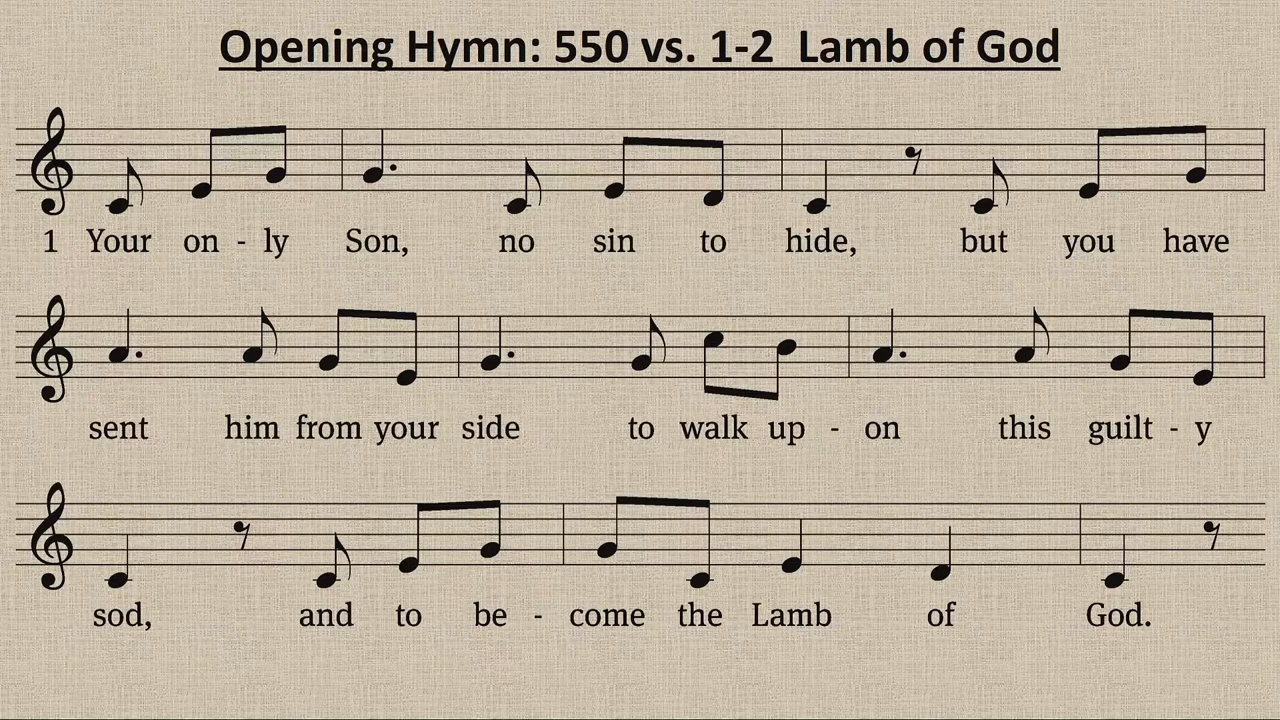 Opening Hymn: 550 vs. 1-2  Lamb of God
1 Your on - ly Son, no sin to hide, but you have
sent him from your side to walk up - on this guilt - y
sod, and to be - come the Lamb of God.